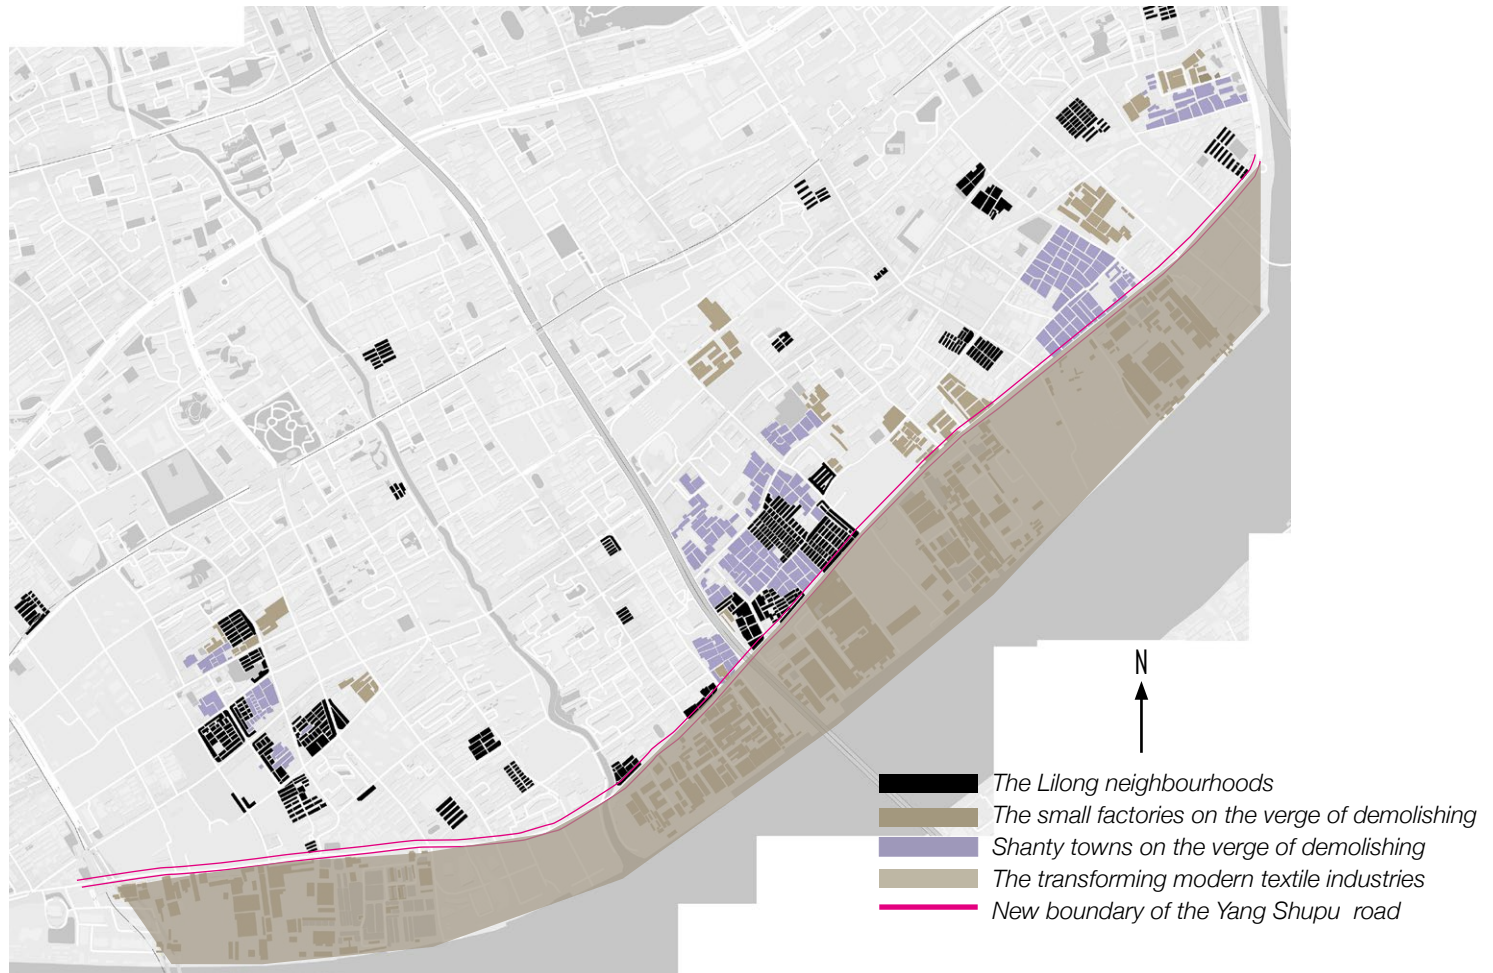 N
The Lilong neighbourhoods
The small factories on the verge of demolishing
Shanty towns on the verge of demolishing
The transforming modern textile industries
New boundary of the Yang Shupu road